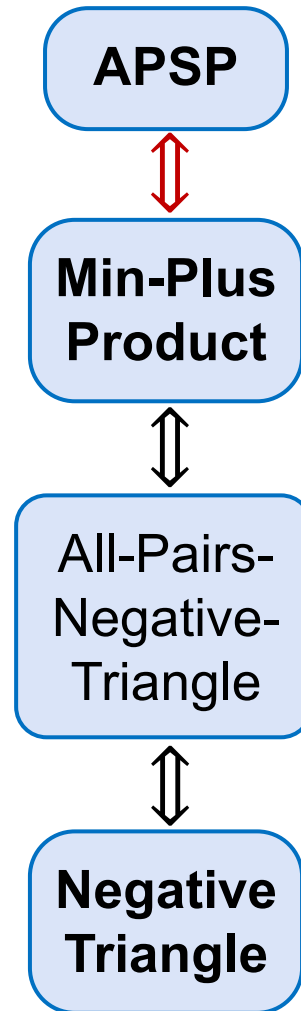 APSP
Min-Plus
Product
All-Pairs-
Negative-
Triangle
Negative
Triangle